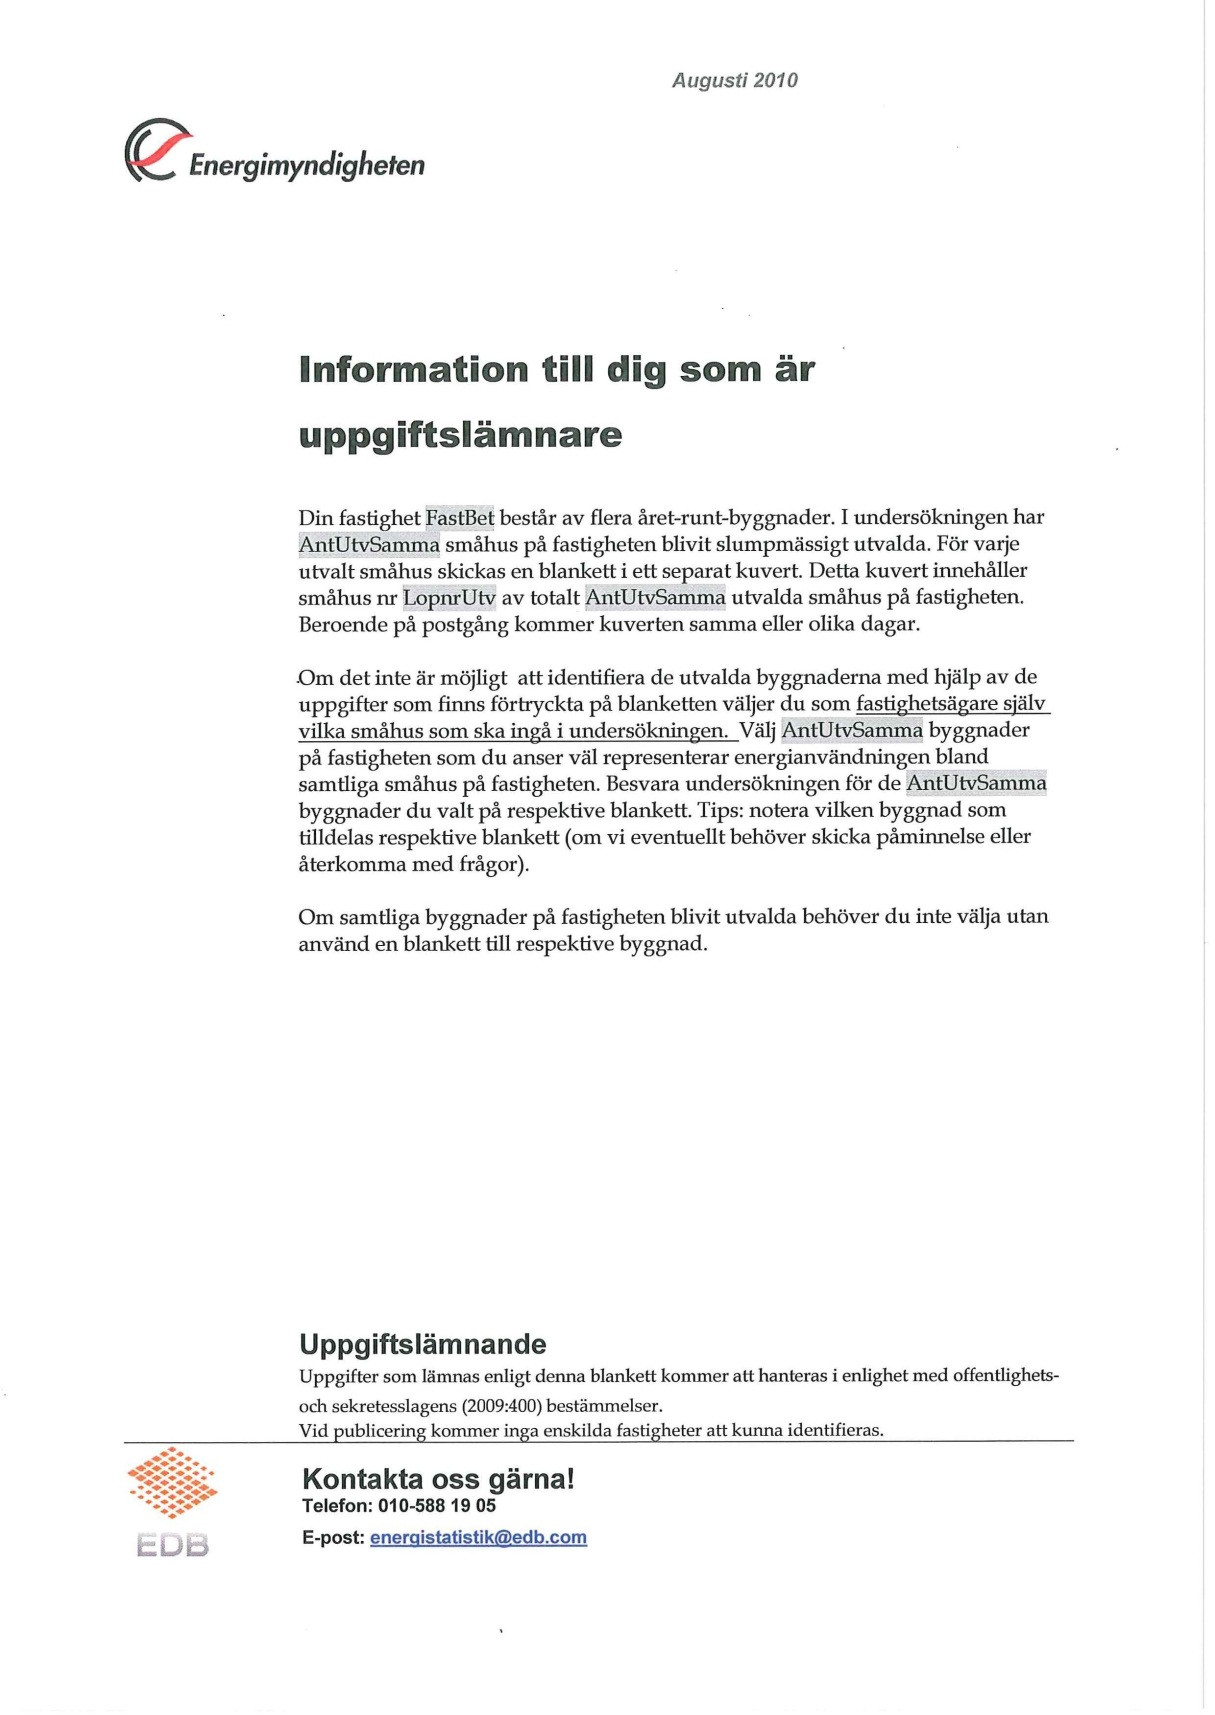 Augusti 2010
Energimyndigheten
Information till dig som är
uppgiftslämnare
Din fastighet FastBet består av flera året-runt-byggnader. I undersökningen har
AntUtvSamma småhus på fastigheten blivit slumpmässigt utvalda. För varje
utvalt småhus skickas en blankett i ett separat kuvert. Detta kuvert innehåller
småhus nr LopnrUtv av totalt AntUtvSamma utvalda småhus på fastigheten.
Beroende på postgång kommer kuverten samma eller olika dagar.
Om det inte är möjligt att identifiera de utvalda byggnaderna med hjälp av de
uppgifter som finns förtryckta på blanketten väljer du som fastighetsägare själv
vilka småhus som ska ingå i undersökningen. Välj AntUtvSamma byggnader
på fastigheten som du anser väl representerar energianvändningen bland
samtliga småhus på fastigheten. Besvara undersökningen för de AntUtvSamma
byggnader du valt på respektive blankett. Tips: notera vilken byggnad som
tilldelas respektive blankett (om vi eventuellt behöver skicka påminnelse eller
återkomma med frågor).
Om samtliga byggnader på fastigheten blivit utvalda behöver du inte välja utan
använd en blankett till respektive byggnad.
Uppgiftslämnande
Uppgifter som lämnas enligt denna blankett kommer att hanteras i enlighet med offentlighets-
och sekretesslagens (2009:400) bestämmelser.
Vid publicering kommer inga enskilda fastigheter att kunna identifieras.
EDB
Kontakta oss gärna!
Telefon: 010-588 19 05
E-post: energistatistik@edb.com